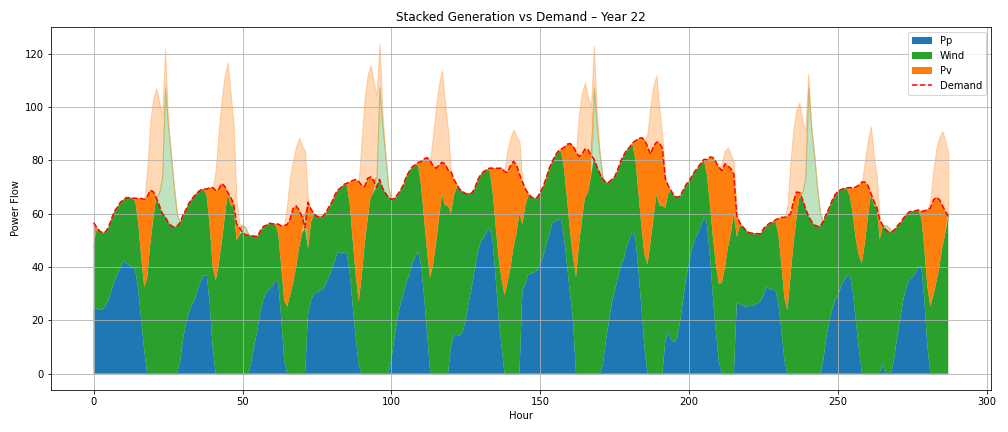 Stacked Generation vs Demand – Year 22
Pp
Wind
Pv
Demand
Power Flow
120
100
80
60
40
20
0
0 50 100 150 200 250 300
Hour